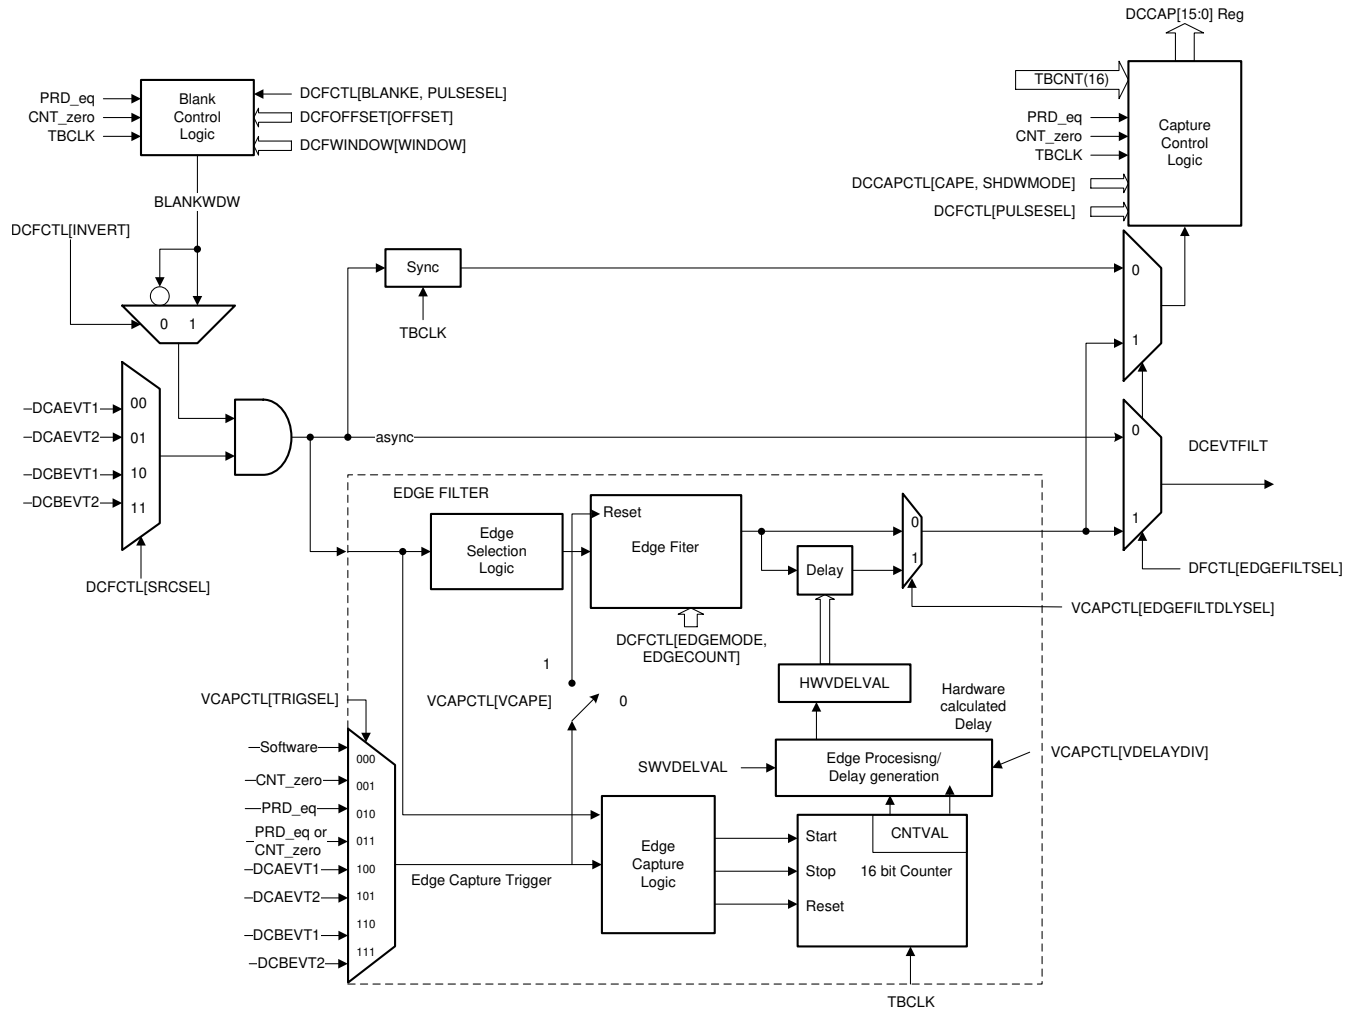 DCCAP[15:0] Reg
TBCNT(16)
PRD_eq
CNT_zero
TBCLK
Blank
Control
Logic
DCFCTL[BLANKE, PULSESEL]
DCFOFFSET[OFFSET]
DCFWINDOW[WINDOW]
PRD_eq
CNT_zero
TBCLK
DCCAPCTL[CAPE, SHDWMODE]
DCFCTL[PULSESEL]
Capture
Control
Logic
BLANKWDW
DCFCTL[INVERT]
0 1
Sync
TBCLK
0
1
DCAEVT1
DCAEVT2
DCBEVT1
DCBEVT2
00
01
10
11
DCFCTL[SRCSEL]
async
0
1
DCEVTFILT
DFCTL[EDGEFILTSEL]
EDGE FILTER
Edge
Selection
Logic
Reset
Edge Fiter
DCFCTL[EDGEMODE,
EDGECOUNT]
Delay
0
1
VCAPCTL[EDGEFILTDLYSEL]
HWVDELVAL
Hardware
calculated
Delay
1
VCAPCTL[VCAPE]
0
VCAPCTL[TRIGSEL]
SWVDELVAL
Edge Procesisng/
Delay generation
VCAPCTL[VDELAYDIV]
Software
CNT_zero
PRD_eq
PRD_eq or
CNT_zero
DCAEVT1
DCAEVT2
DCBEVT1
DCBEVT2
000
001
010
011
100
101
110
111
Edge Capture Trigger
Edge
Capture
Logic
Start
Stop
Reset
CNTVAL
16 bit Counter
TBCLK